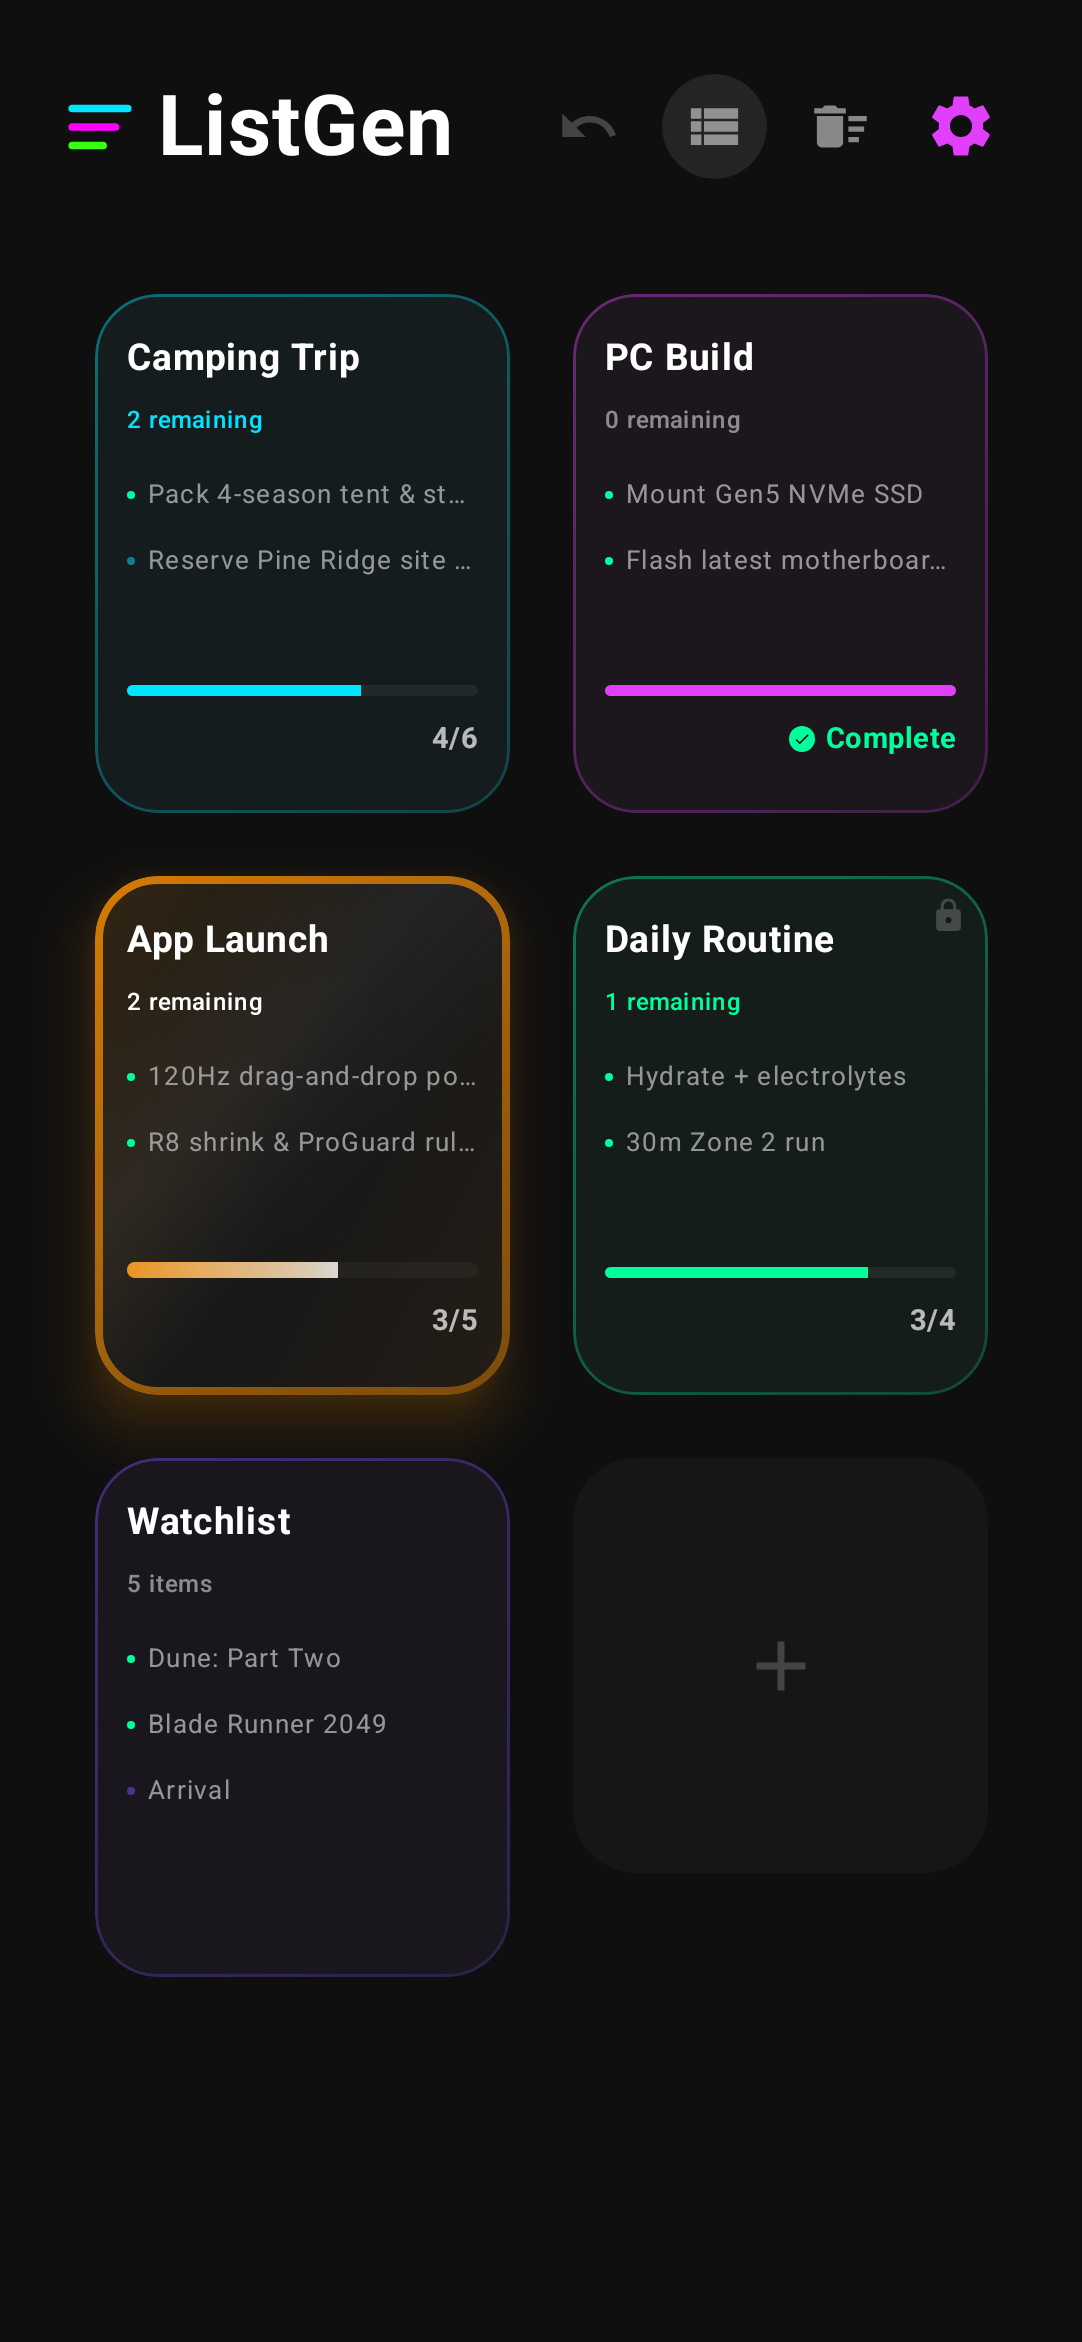 ListGen
Camping Trip
2 remaining
Pack 4-season tent & st…
Reserve Pine Ridge site …
4/6
PC Build
0 remaining
Mount Gen5 NVMe SSD
Flash latest motherboar…
Complete
App Launch
2 remaining
120Hz drag-and-drop po…
R8 shrink & ProGuard rul…
3/5
Daily Routine
1 remaining
Hydrate + electrolytes
30m Zone 2 run
3/4
Watchlist
5 items
Dune: Part Two
Blade Runner 2049
Arrival